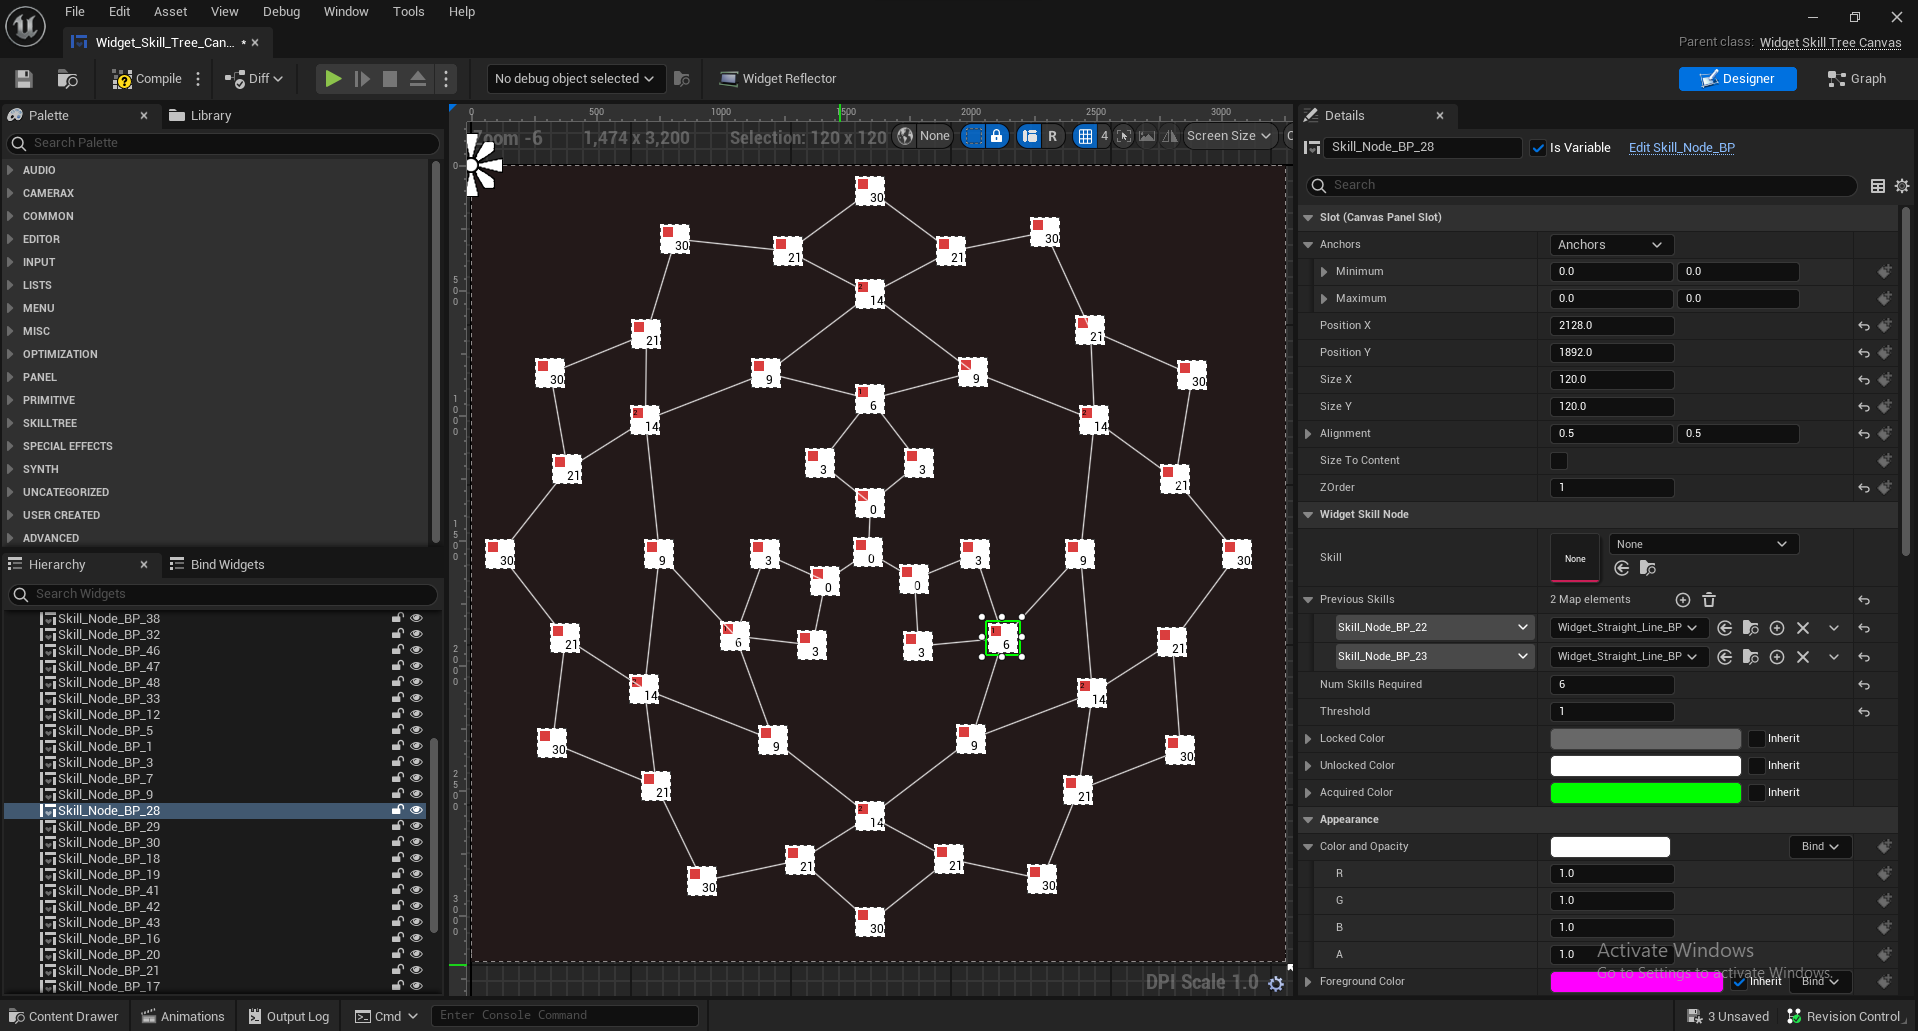 File Edit Asset View Debug Window Tools Help
Widget_Skill_Tree_Can... •
Parent class: Widget Skill Tree Canvas
Compile Diff No debug object selected Widget Reflector Designer Graph
Palette Library
Search Palette
AUDIO
CAMERAX
COMMON
EDITOR
INPUT
LISTS
MENU
MISC
OPTIMIZATION
PANEL
PRIMITIVE
SKILLTREE
SPECIAL EFFECTS
SYNTH
UNCATEGORIZED
USER CREATED
ADVANCED
Hierarchy Bind Widgets
Search Widgets
Skill_Node_BP_38
Skill_Node_BP_32
Skill_Node_BP_46
Skill_Node_BP_47
Skill_Node_BP_48
Skill_Node_BP_33
Skill_Node_BP_12
Skill_Node_BP_5
Skill_Node_BP_1
Skill_Node_BP_3
Skill_Node_BP_7
Skill_Node_BP_9
Skill_Node_BP_28
Skill_Node_BP_29
Skill_Node_BP_30
Skill_Node_BP_18
Skill_Node_BP_19
Skill_Node_BP_41
Skill_Node_BP_42
Skill_Node_BP_43
Skill_Node_BP_16
Skill_Node_BP_20
Skill_Node_BP_21
Skill_Node_BP_17
0 500 1000 1500 2000 2500 3000
Zoom -6 1,474 x 3,200 Selection: 120 x 120 None R 4 Screen Size
0
500
1000
1500
2000
2500
3000
30
30 30
21 21
14
21 21
30 9 9 30
6
14 14
3 3
21 21
0
30 9 3 0 3 9 30
0 0
21 6 3 3 6 21
14 14
30 9 9 30
21 21
14
21 21
30 30
30
DPI Scale 1.0
Details
Skill_Node_BP_28 Is Variable Edit Skill_Node_BP
Search
Slot (Canvas Panel Slot)
Anchors Anchors
Minimum 0.0 0.0
Maximum 0.0 0.0
Position X 2128.0
Position Y 1892.0
Size X 120.0
Size Y 120.0
Alignment 0.5 0.5
Size To Content
ZOrder 1
Widget Skill Node
Skill None None
Previous Skills 2 Map elements
Skill_Node_BP_22 Widget_Straight_Line_BP
Skill_Node_BP_23 Widget_Straight_Line_BP
Num Skills Required 6
Threshold 1
Locked Color Inherit
Unlocked Color Inherit
Acquired Color Inherit
Appearance
Color and Opacity Bind
R 1.0
G 1.0
B 1.0
A 1.0
Foreground Color Inherit Bind
Activate Windows
Go to Settings to activate Windows.
Content Drawer Animations Output Log Cmd Enter Console Command 3 Unsaved Revision Control